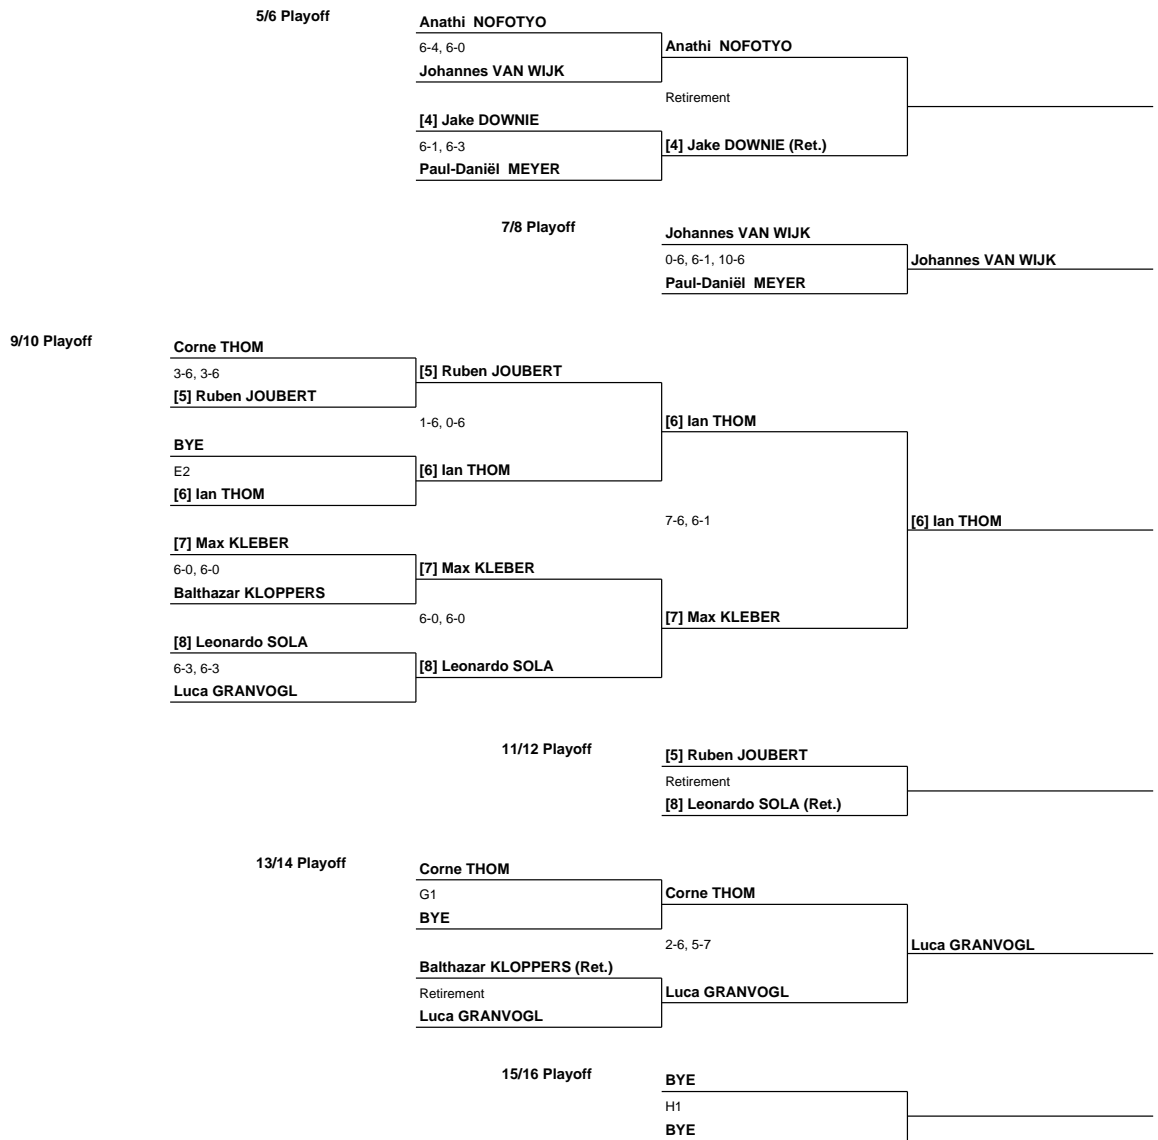 5/6 Playoff
Anathi  NOFOTYO
6-4, 6-0
Anathi  NOFOTYO
Johannes VAN WIJK
Retirement
[4] Jake DOWNIE
6-1, 6-3
[4] Jake DOWNIE (Ret.)
Paul-Daniël  MEYER
7/8 Playoff
Johannes VAN WIJK
0-6, 6-1, 10-6
Johannes VAN WIJK
Paul-Daniël  MEYER
9/10 Playoff
Corne THOM
3-6, 3-6
[5] Ruben JOUBERT
[5] Ruben JOUBERT
1-6, 0-6
[6] Ian THOM
BYE
E2
[6] Ian THOM
[6] Ian THOM
7-6, 6-1
[6] Ian THOM
[7] Max KLEBER
6-0, 6-0
[7] Max KLEBER
Balthazar KLOPPERS
6-0, 6-0
[7] Max KLEBER
[8] Leonardo SOLA
6-3, 6-3
[8] Leonardo SOLA
Luca GRANVOGL
11/12 Playoff
[5] Ruben JOUBERT
Retirement
[8] Leonardo SOLA (Ret.)
13/14 Playoff
Corne THOM
G1
Corne THOM
BYE
2-6, 5-7
Luca GRANVOGL
Balthazar KLOPPERS (Ret.)
Retirement
Luca GRANVOGL
Luca GRANVOGL
15/16 Playoff
BYE
H1
BYE